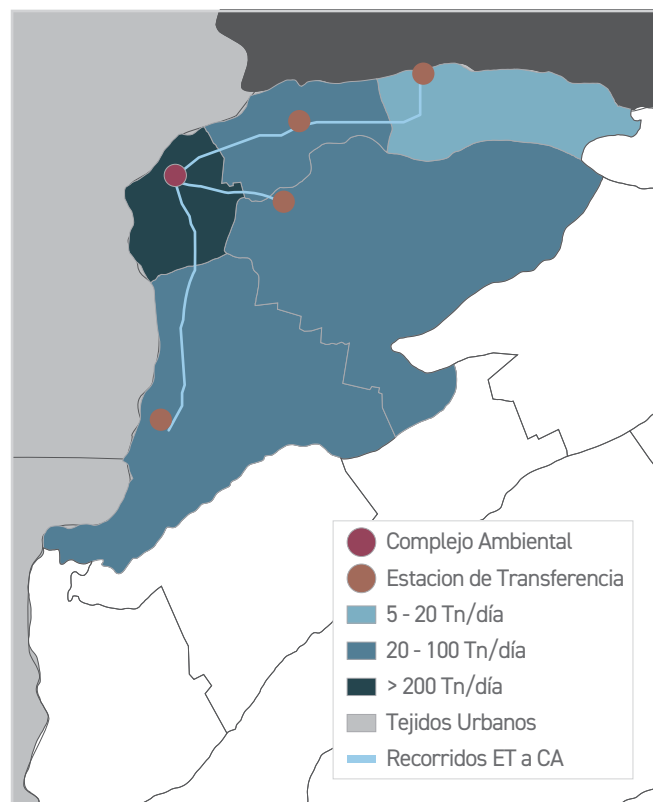 Complejo Ambiental
Estacion de Transferencia
5 - 20 Tn/día
20 - 100 Tn/día
> 200 Tn/día
Tejidos Urbanos
Recorridos ET a CA